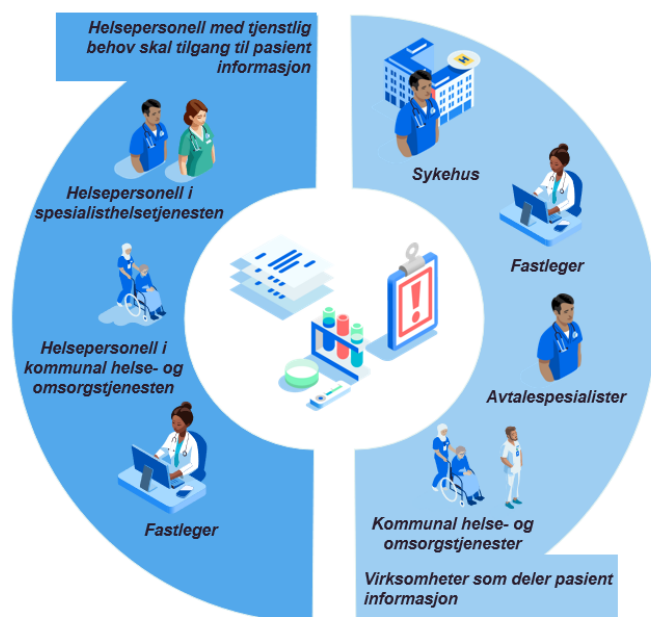 Helsepersonell med tjenstlig
behov skal tilgang til pasient
informasjon
Helsepersonell i
spesialisthelsetjenesten
Helsepersonell i
kommunal helse- og
omsorgstjenesten
Fastleger
H
Sykehus
Fastleger
Avtalespesialister
Kommunal helse- og
omsorgstjenester
Virksomheter som deler pasient
informasjon